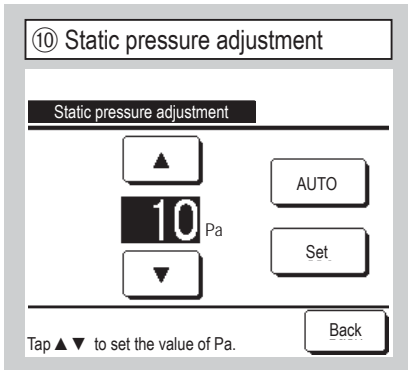 ⑩ Static pressure adjustment
Static pressure adjustment
▲
AUTO
10 Pa
Set
▼
Tap ▲ ▼ to set the value of Pa.
Back